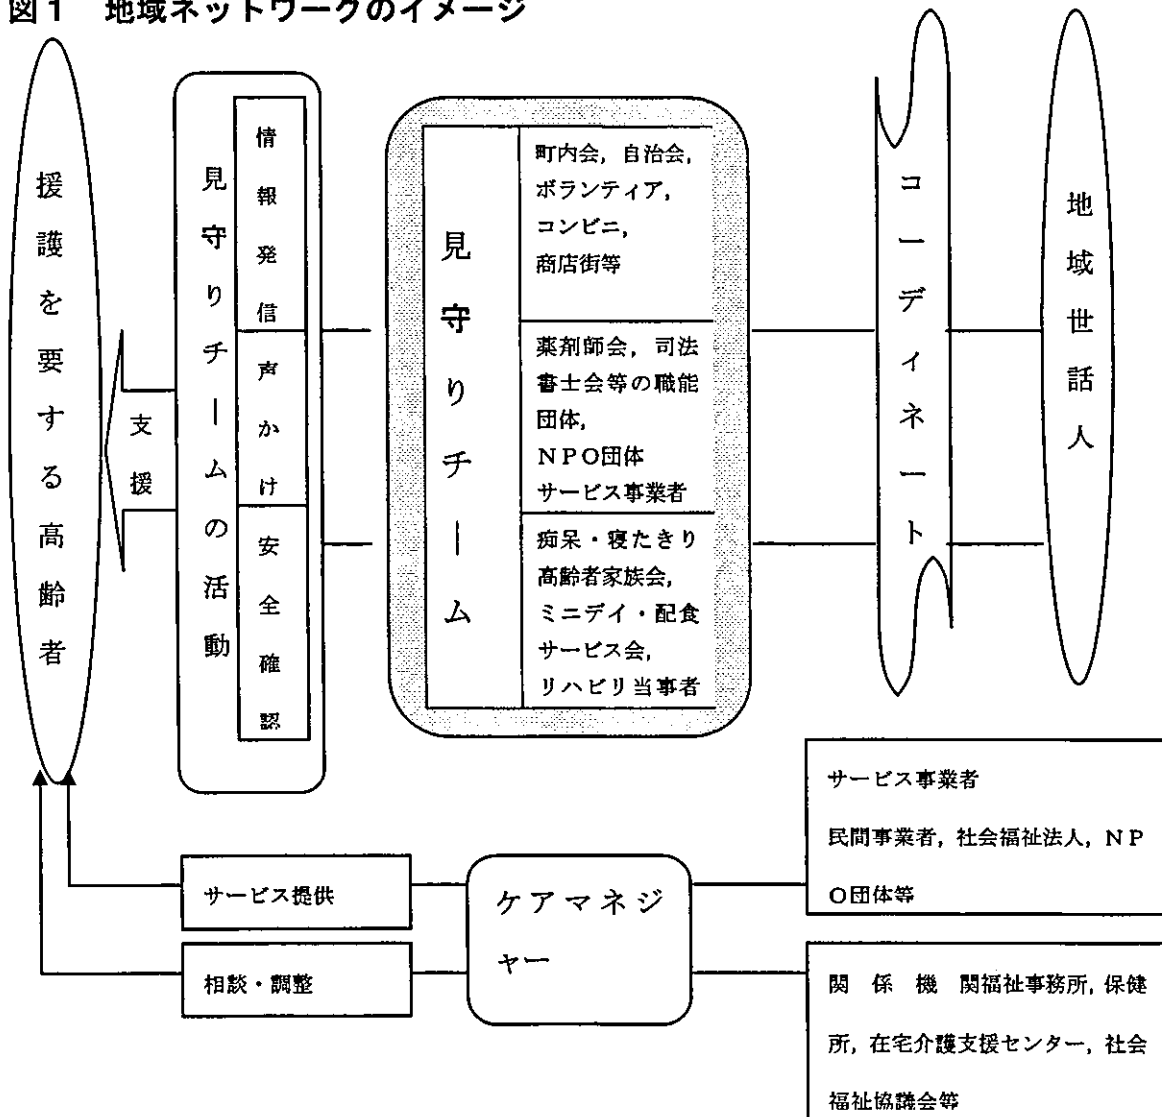 図1 地域ネットワークのイメージ
援護を要する高齢者
支援
見守りチームの活動
情報発信
声かけ
安全確認
見守りチーム
町内会，自治会，
ボランティア，
コンビニ，
商店街等
薬剤師会，司法
書士会等の職能
団体，
NPO団体
サービス事業者
痴呆・寝たきり
高齢者家族会，
ミニデイ・配食
サービス会，
リハビリ当事者
コーディネート
地域世話人
サービス提供
相談・調整
ケアマネジ
ャー
サービス事業者
民間事業者，社会福祉法人，NP
O団体等
関　係　機　関福祉事務所，保健
所，在宅介護支援センター，社会
福祉協議会等